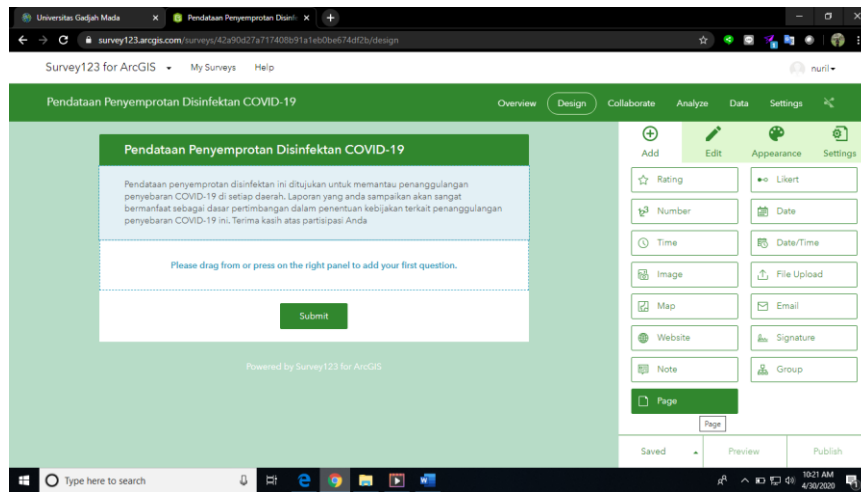 Universitas Gadjah Mada
Pendataan Penyemprotan Disinfe
survey123.arcgis.com/surveys/42a90d27a717408b91a1eb0be674df2b/design
Survey123 for ArcGIS My Surveys Help nuril
Pendataan Penyemprotan Disinfektan COVID-19 Overview Design Collaborate Analyze Data Settings
Pendataan Penyemprotan Disinfektan COVID-19
Pendataan penyemprotan disinfektan ini ditujukan untuk memantau penanggulangan
penyebaran COVID-19 di setiap daerah. Laporan yang anda sampaikan akan sangat
bermanfaat sebagai dasar pertimbangan dalam penentuan kebijakan terkait penanggulangan
penyebaran COVID-19 ini. Terima kasih atas partisipasi Anda
Please drag from or press on the right panel to add your first question.
Submit
Powered by Survey123 for ArcGIS
Add Edit Appearance Settings
Rating Likert
Number Date
Time Date/Time
Image File Upload
Map Email
Website Signature
Note Group
Page
Page
Saved Preview Publish
Type here to search
10:21 AM
4/30/2020